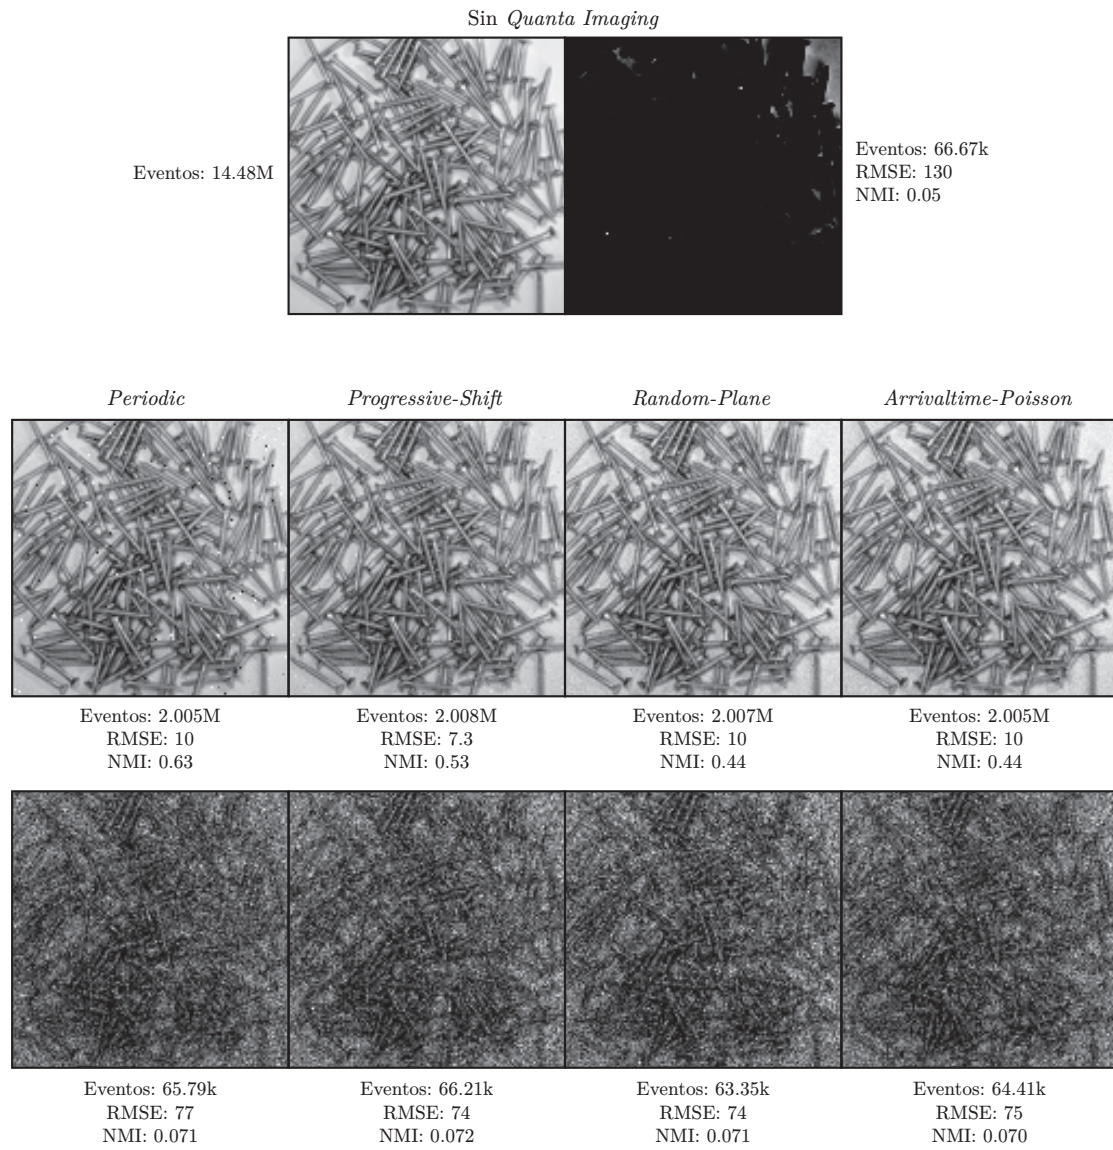 Sin Quanta Imaging
Eventos: 14.48M
Eventos: 66.67k
RMSE: 130
NMI: 0.05
Periodic
Progressive-Shift
Random-Plane
Arrivaltime-Poisson
Eventos: 2.005M
RMSE: 10
NMI: 0.63
Eventos: 2.008M
RMSE: 7.3
NMI: 0.53
Eventos: 2.007M
RMSE: 10
NMI: 0.44
Eventos: 2.005M
RMSE: 10
NMI: 0.44
Eventos: 65.79k
RMSE: 77
NMI: 0.071
Eventos: 66.21k
RMSE: 74
NMI: 0.072
Eventos: 63.35k
RMSE: 74
NMI: 0.071
Eventos: 64.41k
RMSE: 75
NMI: 0.070